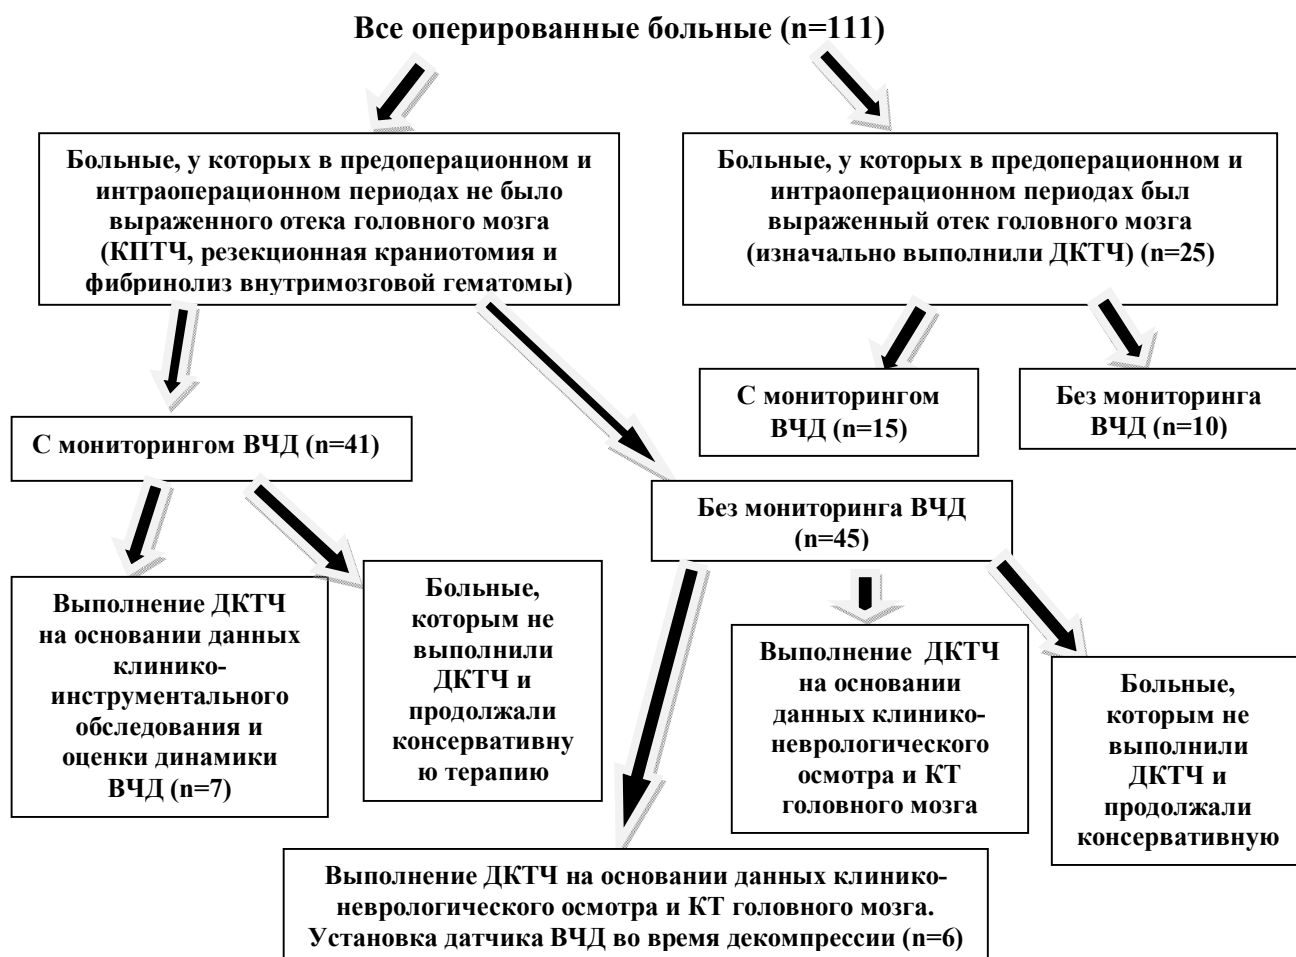 Все оперированные больные (n=111)
Больные, у которых в предоперационном и
интраоперационном периодах не было
выраженного отека головного мозга
(КПТЧ, резекционная краниотомия и
фибринолиз внутримозговой гематомы)
Больные, у которых в предоперационном и
интраоперационном периодах был
выраженный отек головного мозга
(изначально выполнили ДКТЧ) (n=25)
С мониторингом
ВЧД (n=15)
Без мониторинга
ВЧД (n=10)
С мониторингом ВЧД (n=41)
Без мониторинга ВЧД
(n=45)
Выполнение ДКТЧ
на основании данных
клинико-
инструментального
обследования и
оценки динамики
ВЧД (n=7)
Больные,
которым не
выполнили
ДКТЧ и
продолжали
консервативну
ю терапию
Выполнение ДКТЧ
на основании
данных клинико-
неврологического
осмотра и КТ
головного мозга
Больные,
которым не
выполнили
ДКТЧ и
продолжали
консервативную
Выполнение ДКТЧ на основании данных клинико-
неврологического осмотра и КТ головного мозга.
Установка датчика ВЧД во время декомпрессии (n=6)